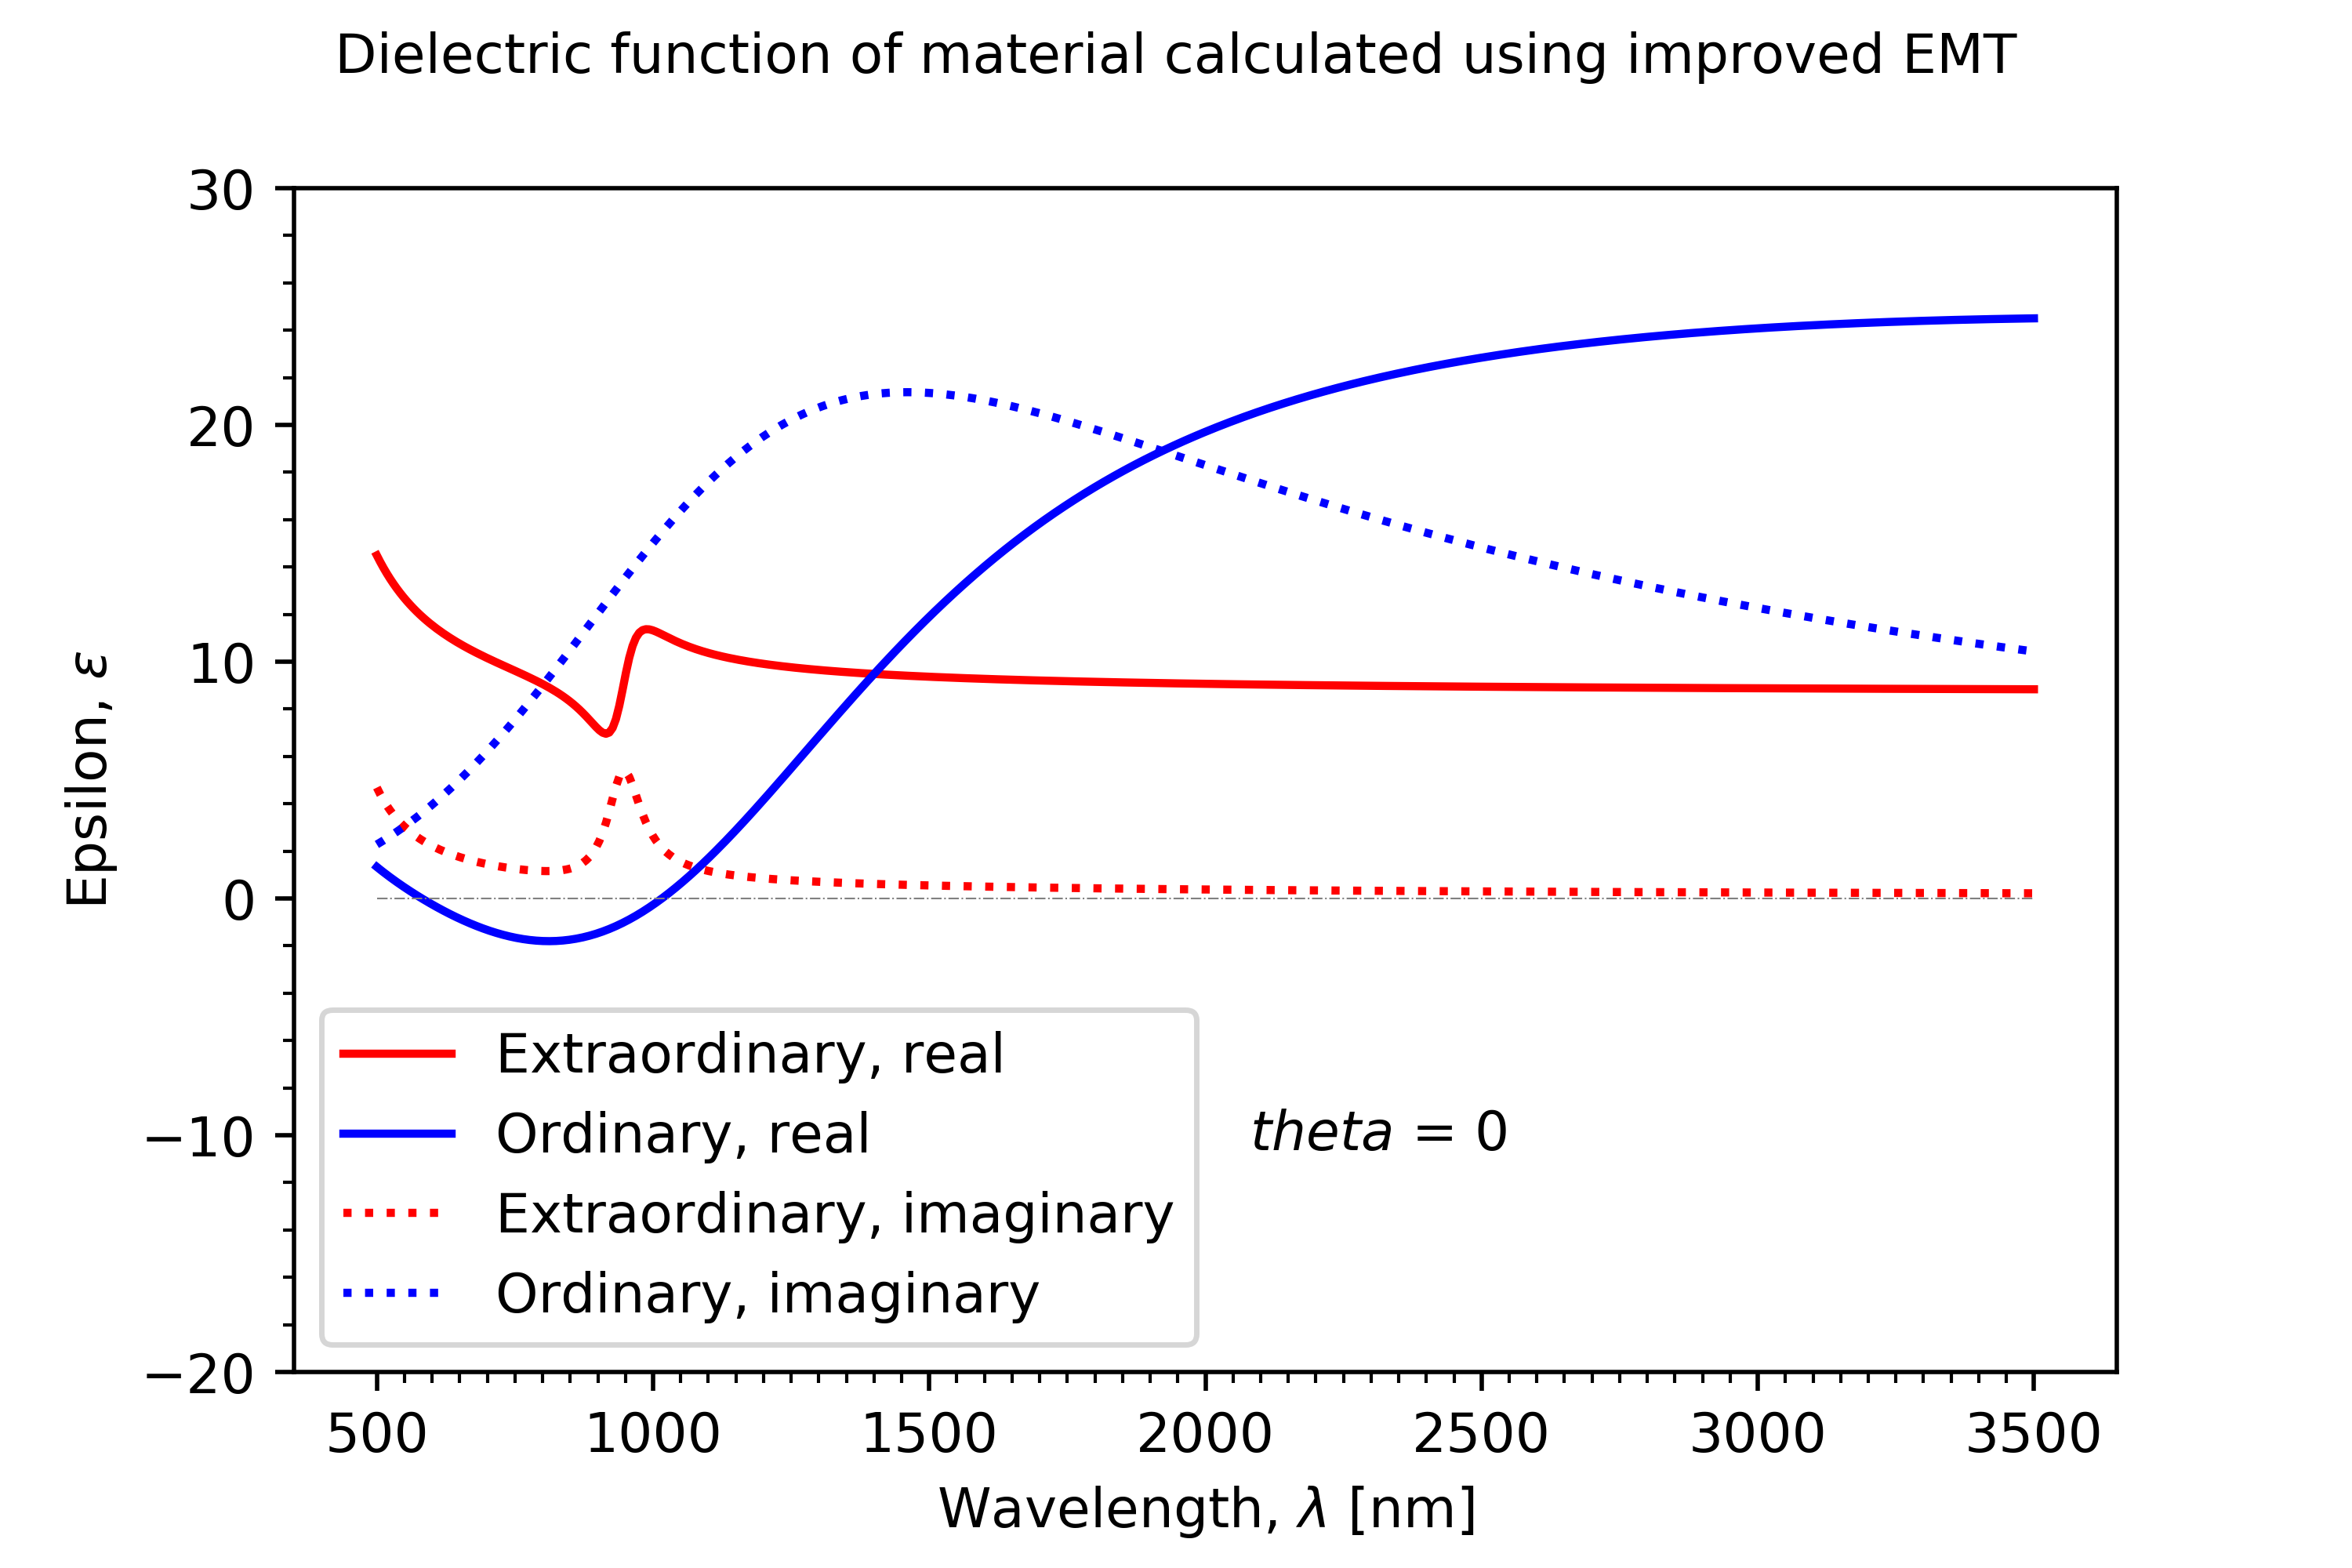 Dielectric function of material calculated using improved EMT
30
20
10
0
−10
−20
Epsilon, ε
Extraordinary, real
Ordinary, real
Extraordinary, imaginary
Ordinary, imaginary
theta = 0
500 1000 1500 2000 2500 3000 3500
Wavelength, λ [nm]